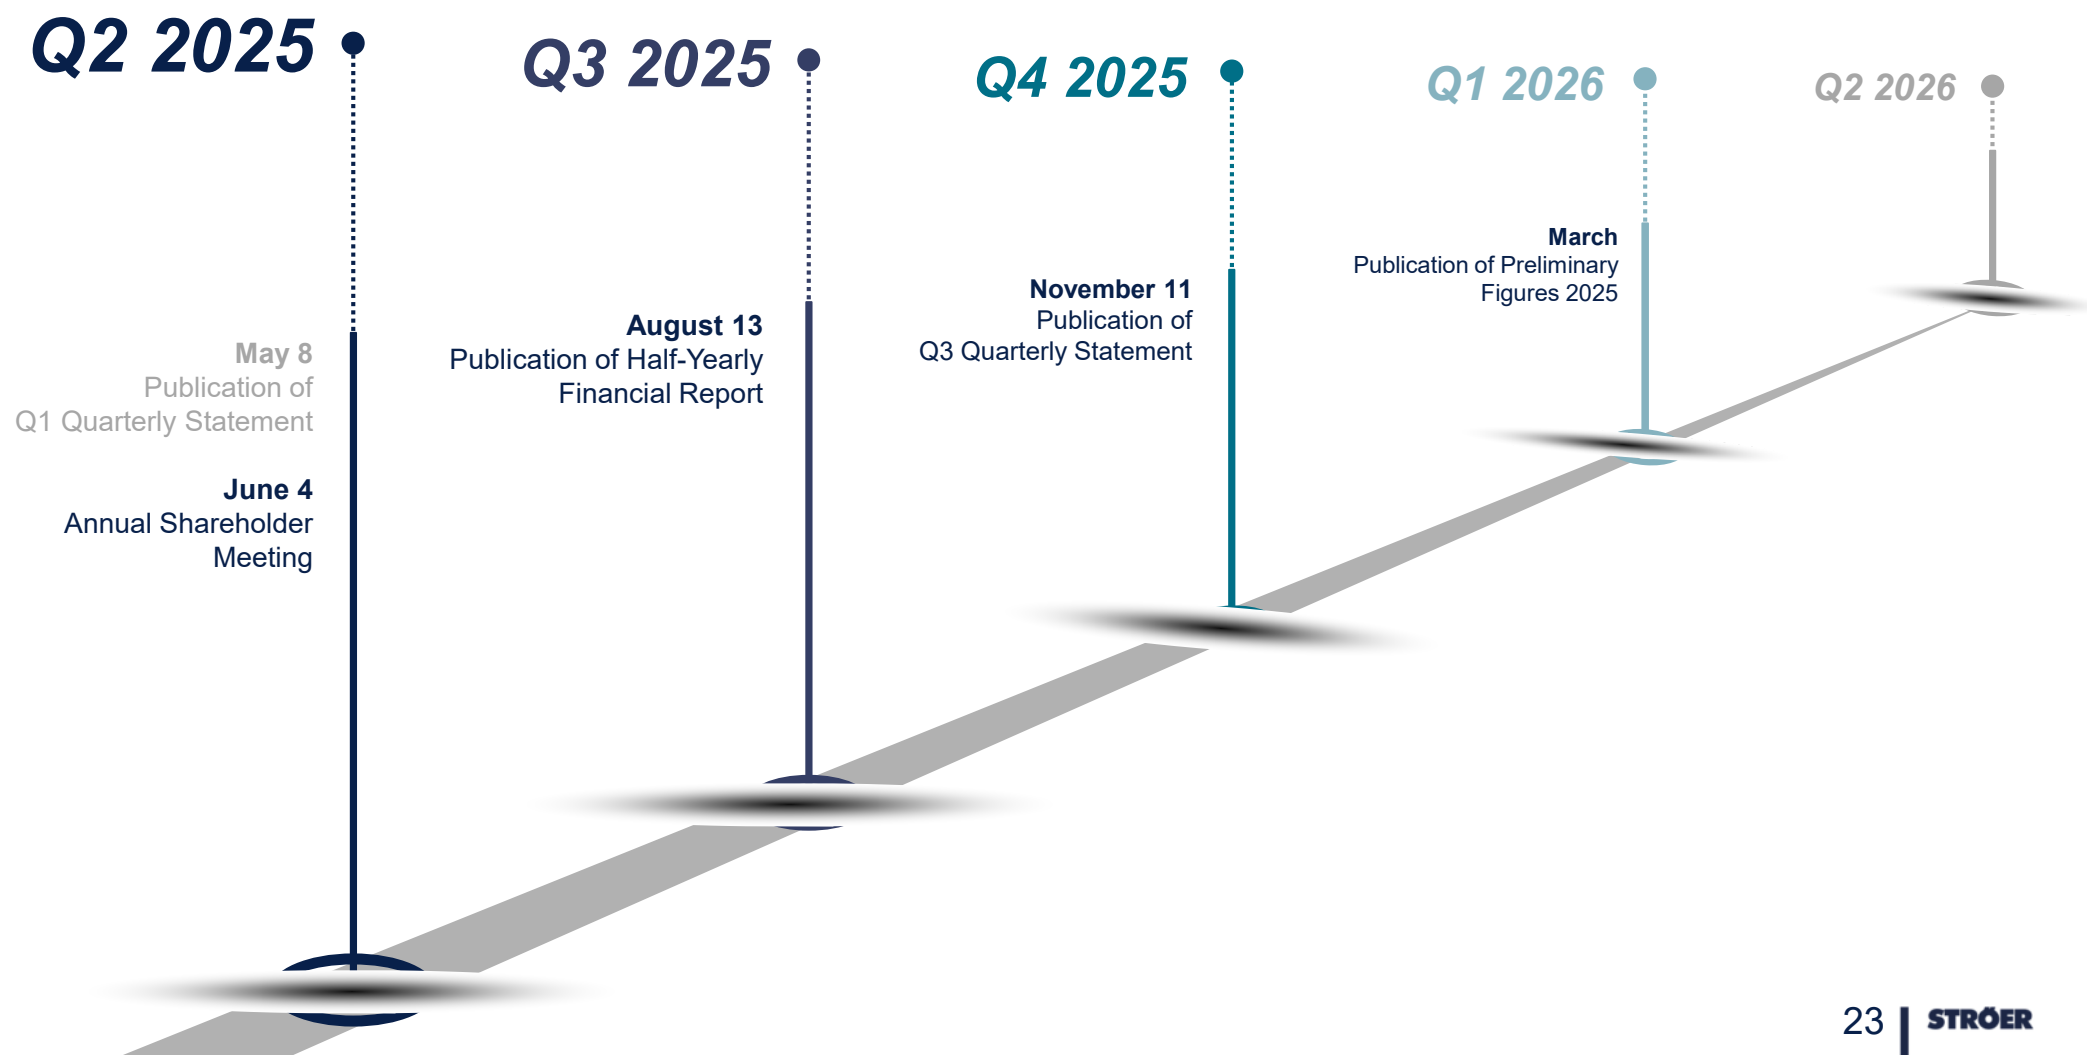 Q2 2025
May 8
Publication of
Q1 Quarterly Statement
June 4
Annual Shareholder
Meeting
Q3 2025
August 13
Publication of Half-Yearly
Financial Report
Q4 2025
November 11
Publication of
Q3 Quarterly Statement
Q1 2026
March
Publication of Preliminary
Figures 2025
Q2 2026
23
STRÖER